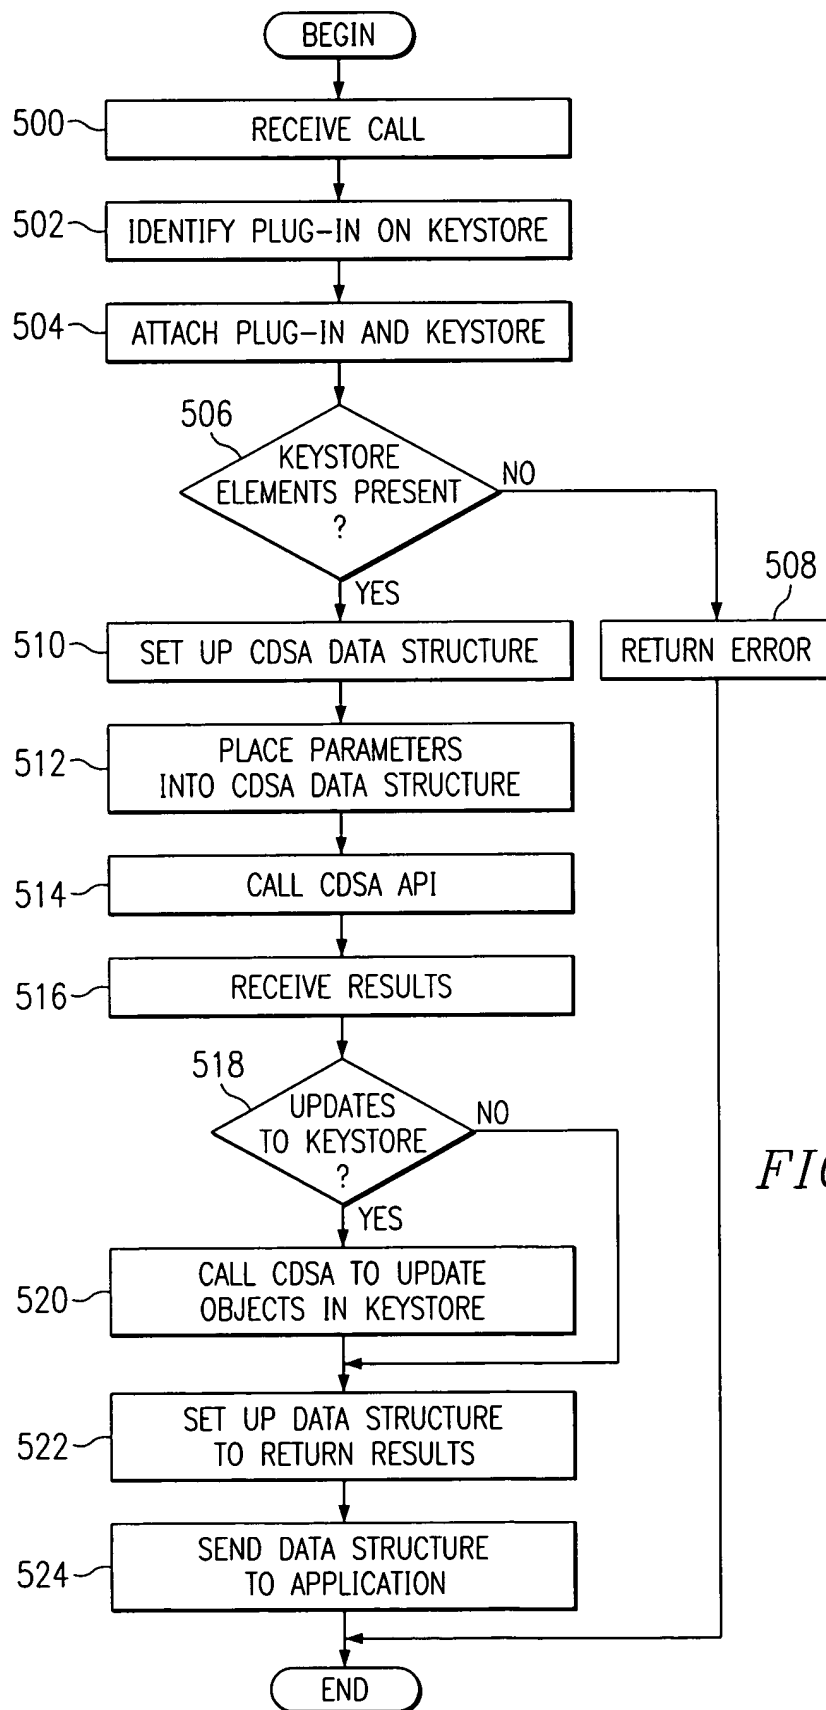 BEGIN
500
RECEIVE CALL
502
IDENTIFY PLUG-IN ON KEYSTORE
504
ATTACH PLUG-IN AND KEYSTORE
506
KEYSTORE
ELEMENTS PRESENT
?
NO
YES
508
RETURN ERROR
510
SET UP CDSA DATA STRUCTURE
512
PLACE PARAMETERS
INTO CDSA DATA STRUCTURE
514
CALL CDSA API
516
RECEIVE RESULTS
518
UPDATES
TO KEYSTORE
?
NO
YES
520
CALL CDSA TO UPDATE
OBJECTS IN KEYSTORE
522
SET UP DATA STRUCTURE
TO RETURN RESULTS
524
SEND DATA STRUCTURE
TO APPLICATION
END